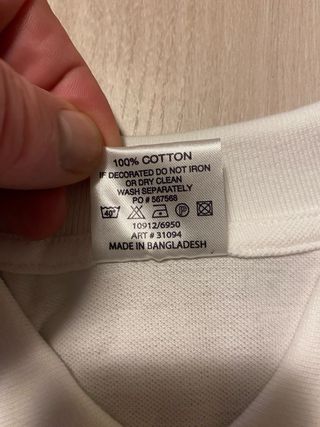 100% COTTON
IF DECORATED DO NOT IRON
OR DRY CLEAN
WASH SEPARATELY
PO # 567568
40°
10912/6950
ART # 31094
MADE IN BANGLADESH